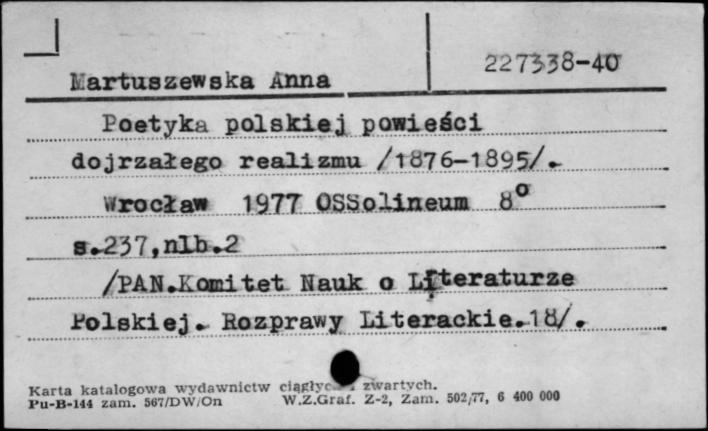 Martuszewska Anna 227338-40
Poetyka polskiej powieści
dojrzałego realizmu /1876-1895/.
Wrocław 1977 OSSolineum 8°
s.237,nlb.2
/PAN.Komitet Nauk o Literaturze
Polskiej. Rozprawy Literackie.18/.
Karta katalogowa wydawnictw ciągłych i zwartych.
Pu-B-144 zam. 567/DW/On W.Z.Graf. Z-2, Zam. 502/77, 6 400 000